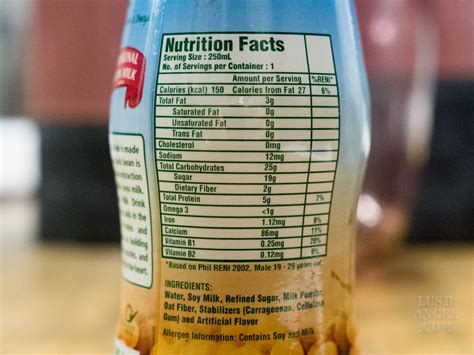 Nutrition Facts
Serving Size : 250mL
No. of Servings per Container : 1
Amount per Serving %RENI*
Calories (kcal) 150 Calories from Fat 27 6%
Total Fat 3g
Saturated Fat 0g
Unsaturated Fat 0g
Trans Fat 0g
Cholesterol 0mg
Sodium 12mg
Total Carbohydrates 25g
Sugar 19g
Dietary Fiber 2g
Total Protein 5g 7%
Omega 3 <1g
Iron 1.12mg 9%
Calcium 86mg 11%
Vitamin B1 0.25mg 20%
Vitamin B2 0.12mg 9%
*Based on Phil RENI 2002, Male 19 - 29 years old
INGREDIENTS:
Water, Soy Milk, Refined Sugar, Milk Powder,
Oat Fiber, Stabilizers (Carrageenan, Cellulose
Gum) and Artificial Flavor
Allergen Information: Contains Soy and Milk
LUSH
ANGEL
.COM